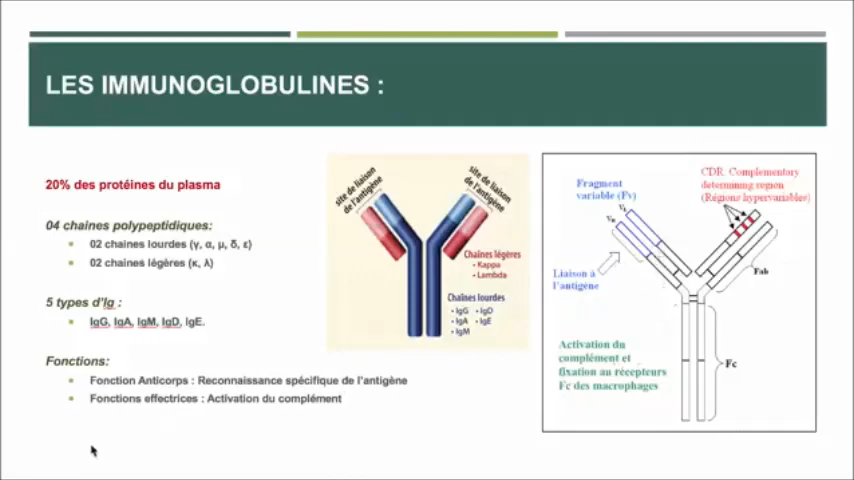 LES IMMUNOGLOBULINES :
20% des protéines du plasma
04 chaines polypeptidiques:
02 chaines lourdes (γ, α, μ, δ, ε)
02 chaines légères (κ, λ)
5 types d'Ig :
IgG, IgA, IgM, IgD, IgE.
Fonctions:
Fonction Anticorps : Reconnaissance spécifique de l'antigène
Fonctions effectrices : Activation du complément
site de liaison
de l'antigène
site de liaison
de l'antigène
Chaînes légères
• Kappa
• Lambda
Chaînes lourdes
• IgG • IgD
• IgA • IgE
• IgM
Fragment
variable (Fv)
CDR: Complementary
determining region
(Régions hypervariables)
VL
VH
Liaison à
l'antigène
Fab
Activation du
complément et
fixation au récepteurs
Fc des macrophages
Fc